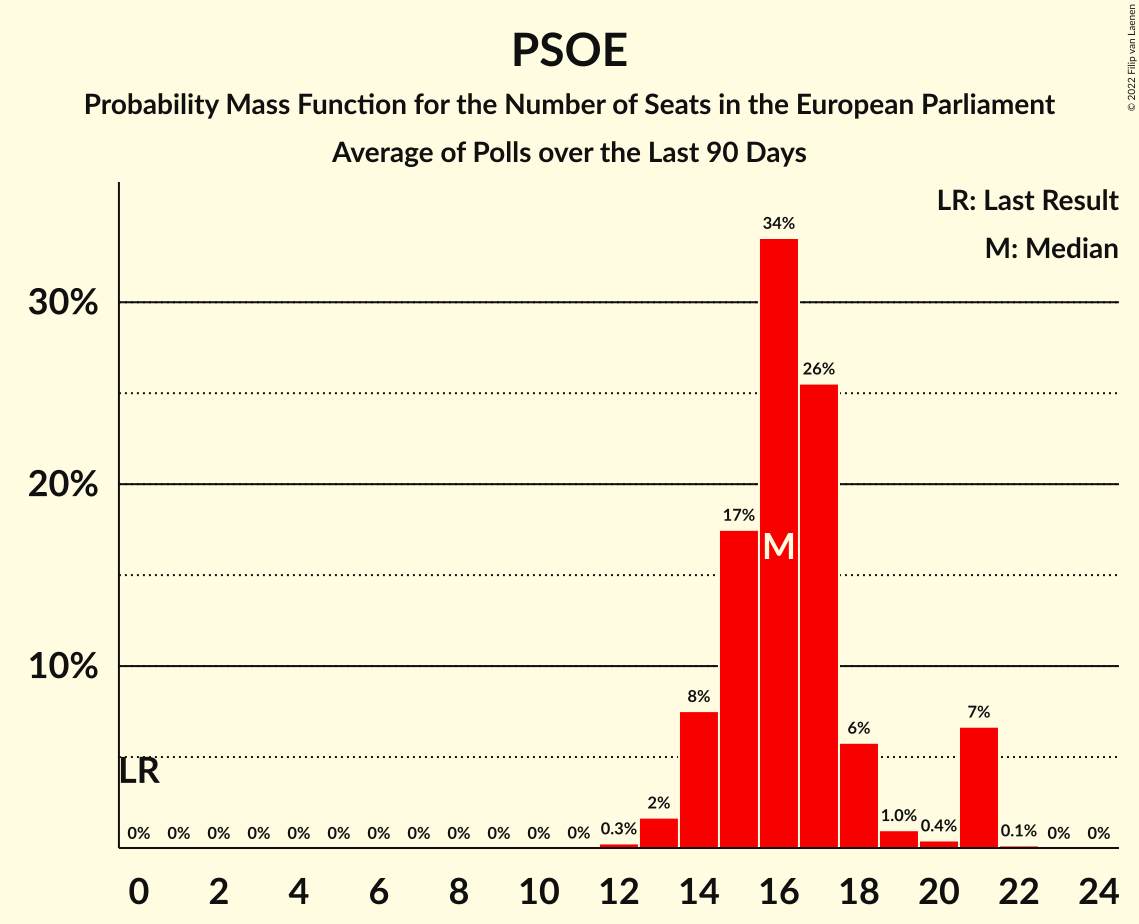 PSOE
Probability Mass Function for the Number of Seats in the European Parliament
Average of Polls over the Last 90 Days
© 2022 Filip van Laenen
LR: Last Result
M: Median
34%
30%
26%
20%
17%
M
10%
8%
7%
6%
LR
2%
0% 0% 0% 0% 0% 0% 0% 0% 0% 0% 0% 0% 0.3% 1.0% 0.4% 0.1% 0% 0%
0 2 4 6 8 10 12 14 16 18 20 22 24